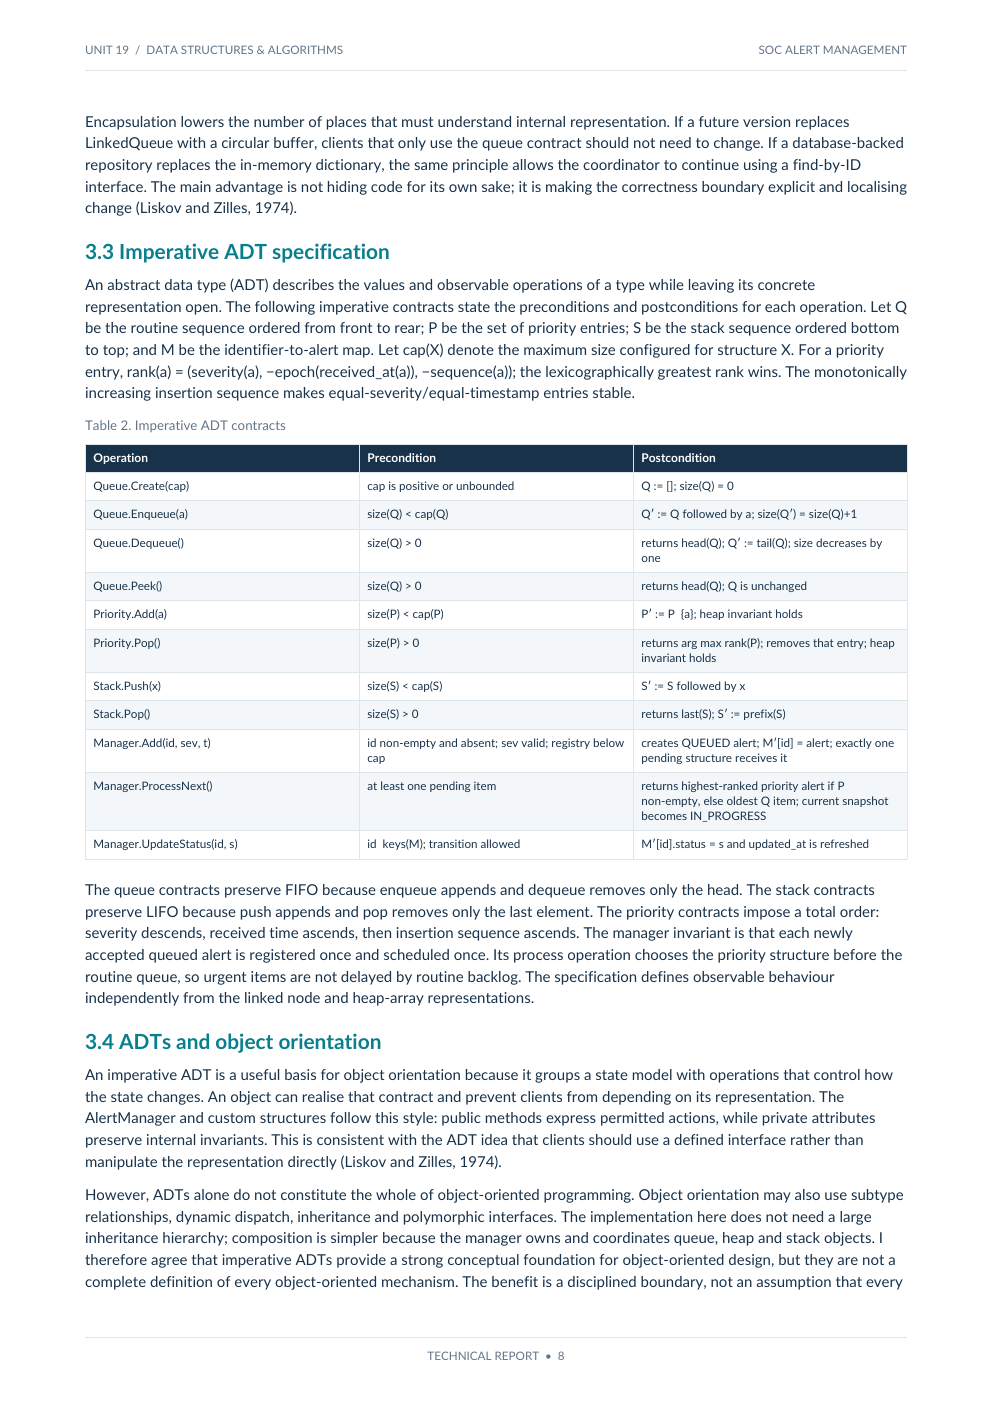 UNIT 19 / DATA STRUCTURES & ALGORITHMS
SOC ALERT MANAGEMENT
Encapsulation lowers the number of places that must understand internal representation. If a future version replaces
LinkedQueue with a circular buffer, clients that only use the queue contract should not need to change. If a database-backed
repository replaces the in-memory dictionary, the same principle allows the coordinator to continue using a find-by-ID
interface. The main advantage is not hiding code for its own sake; it is making the correctness boundary explicit and localising
change (Liskov and Zilles, 1974).
3.3 Imperative ADT specification
An abstract data type (ADT) describes the values and observable operations of a type while leaving its concrete
representation open. The following imperative contracts state the preconditions and postconditions for each operation. Let Q
be the routine sequence ordered from front to rear; P be the set of priority entries; S be the stack sequence ordered bottom
to top; and M be the identifier-to-alert map. Let cap(X) denote the maximum size configured for structure X. For a priority
entry, rank(a) = (severity(a), −epoch(received_at(a)), −sequence(a)); the lexicographically greatest rank wins. The monotonically
increasing insertion sequence makes equal-severity/equal-timestamp entries stable.
Table 2. Imperative ADT contracts
Operation Precondition Postcondition
Queue.Create(cap) cap is positive or unbounded Q := []; size(Q) = 0
Queue.Enqueue(a) size(Q) < cap(Q) Q′ := Q followed by a; size(Q′) = size(Q)+1
Queue.Dequeue() size(Q) > 0 returns head(Q); Q′ := tail(Q); size decreases by
one
Queue.Peek() size(Q) > 0 returns head(Q); Q is unchanged
Priority.Add(a) size(P) < cap(P) P′ := P {a}; heap invariant holds
Priority.Pop() size(P) > 0 returns arg max rank(P); removes that entry; heap
invariant holds
Stack.Push(x) size(S) < cap(S) S′ := S followed by x
Stack.Pop() size(S) > 0 returns last(S); S′ := prefix(S)
Manager.Add(id, sev, t) id non-empty and absent; sev valid; registry below creates QUEUED alert; M′[id] = alert; exactly one
cap pending structure receives it
Manager.ProcessNext() at least one pending item returns highest-ranked priority alert if P
non-empty, else oldest Q item; current snapshot
becomes IN_PROGRESS
Manager.UpdateStatus(id, s) id keys(M); transition allowed M′[id].status = s and updated_at is refreshed
The queue contracts preserve FIFO because enqueue appends and dequeue removes only the head. The stack contracts
preserve LIFO because push appends and pop removes only the last element. The priority contracts impose a total order:
severity descends, received time ascends, then insertion sequence ascends. The manager invariant is that each newly
accepted queued alert is registered once and scheduled once. Its process operation chooses the priority structure before the
routine queue, so urgent items are not delayed by routine backlog. The specification defines observable behaviour
independently from the linked node and heap-array representations.
3.4 ADTs and object orientation
An imperative ADT is a useful basis for object orientation because it groups a state model with operations that control how
the state changes. An object can realise that contract and prevent clients from depending on its representation. The
AlertManager and custom structures follow this style: public methods express permitted actions, while private attributes
preserve internal invariants. This is consistent with the ADT idea that clients should use a defined interface rather than
manipulate the representation directly (Liskov and Zilles, 1974).
However, ADTs alone do not constitute the whole of object-oriented programming. Object orientation may also use subtype
relationships, dynamic dispatch, inheritance and polymorphic interfaces. The implementation here does not need a large
inheritance hierarchy; composition is simpler because the manager owns and coordinates queue, heap and stack objects. I
therefore agree that imperative ADTs provide a strong conceptual foundation for object-oriented design, but they are not a
complete definition of every object-oriented mechanism. The benefit is a disciplined boundary, not an assumption that every
TECHNICAL REPORT • 8